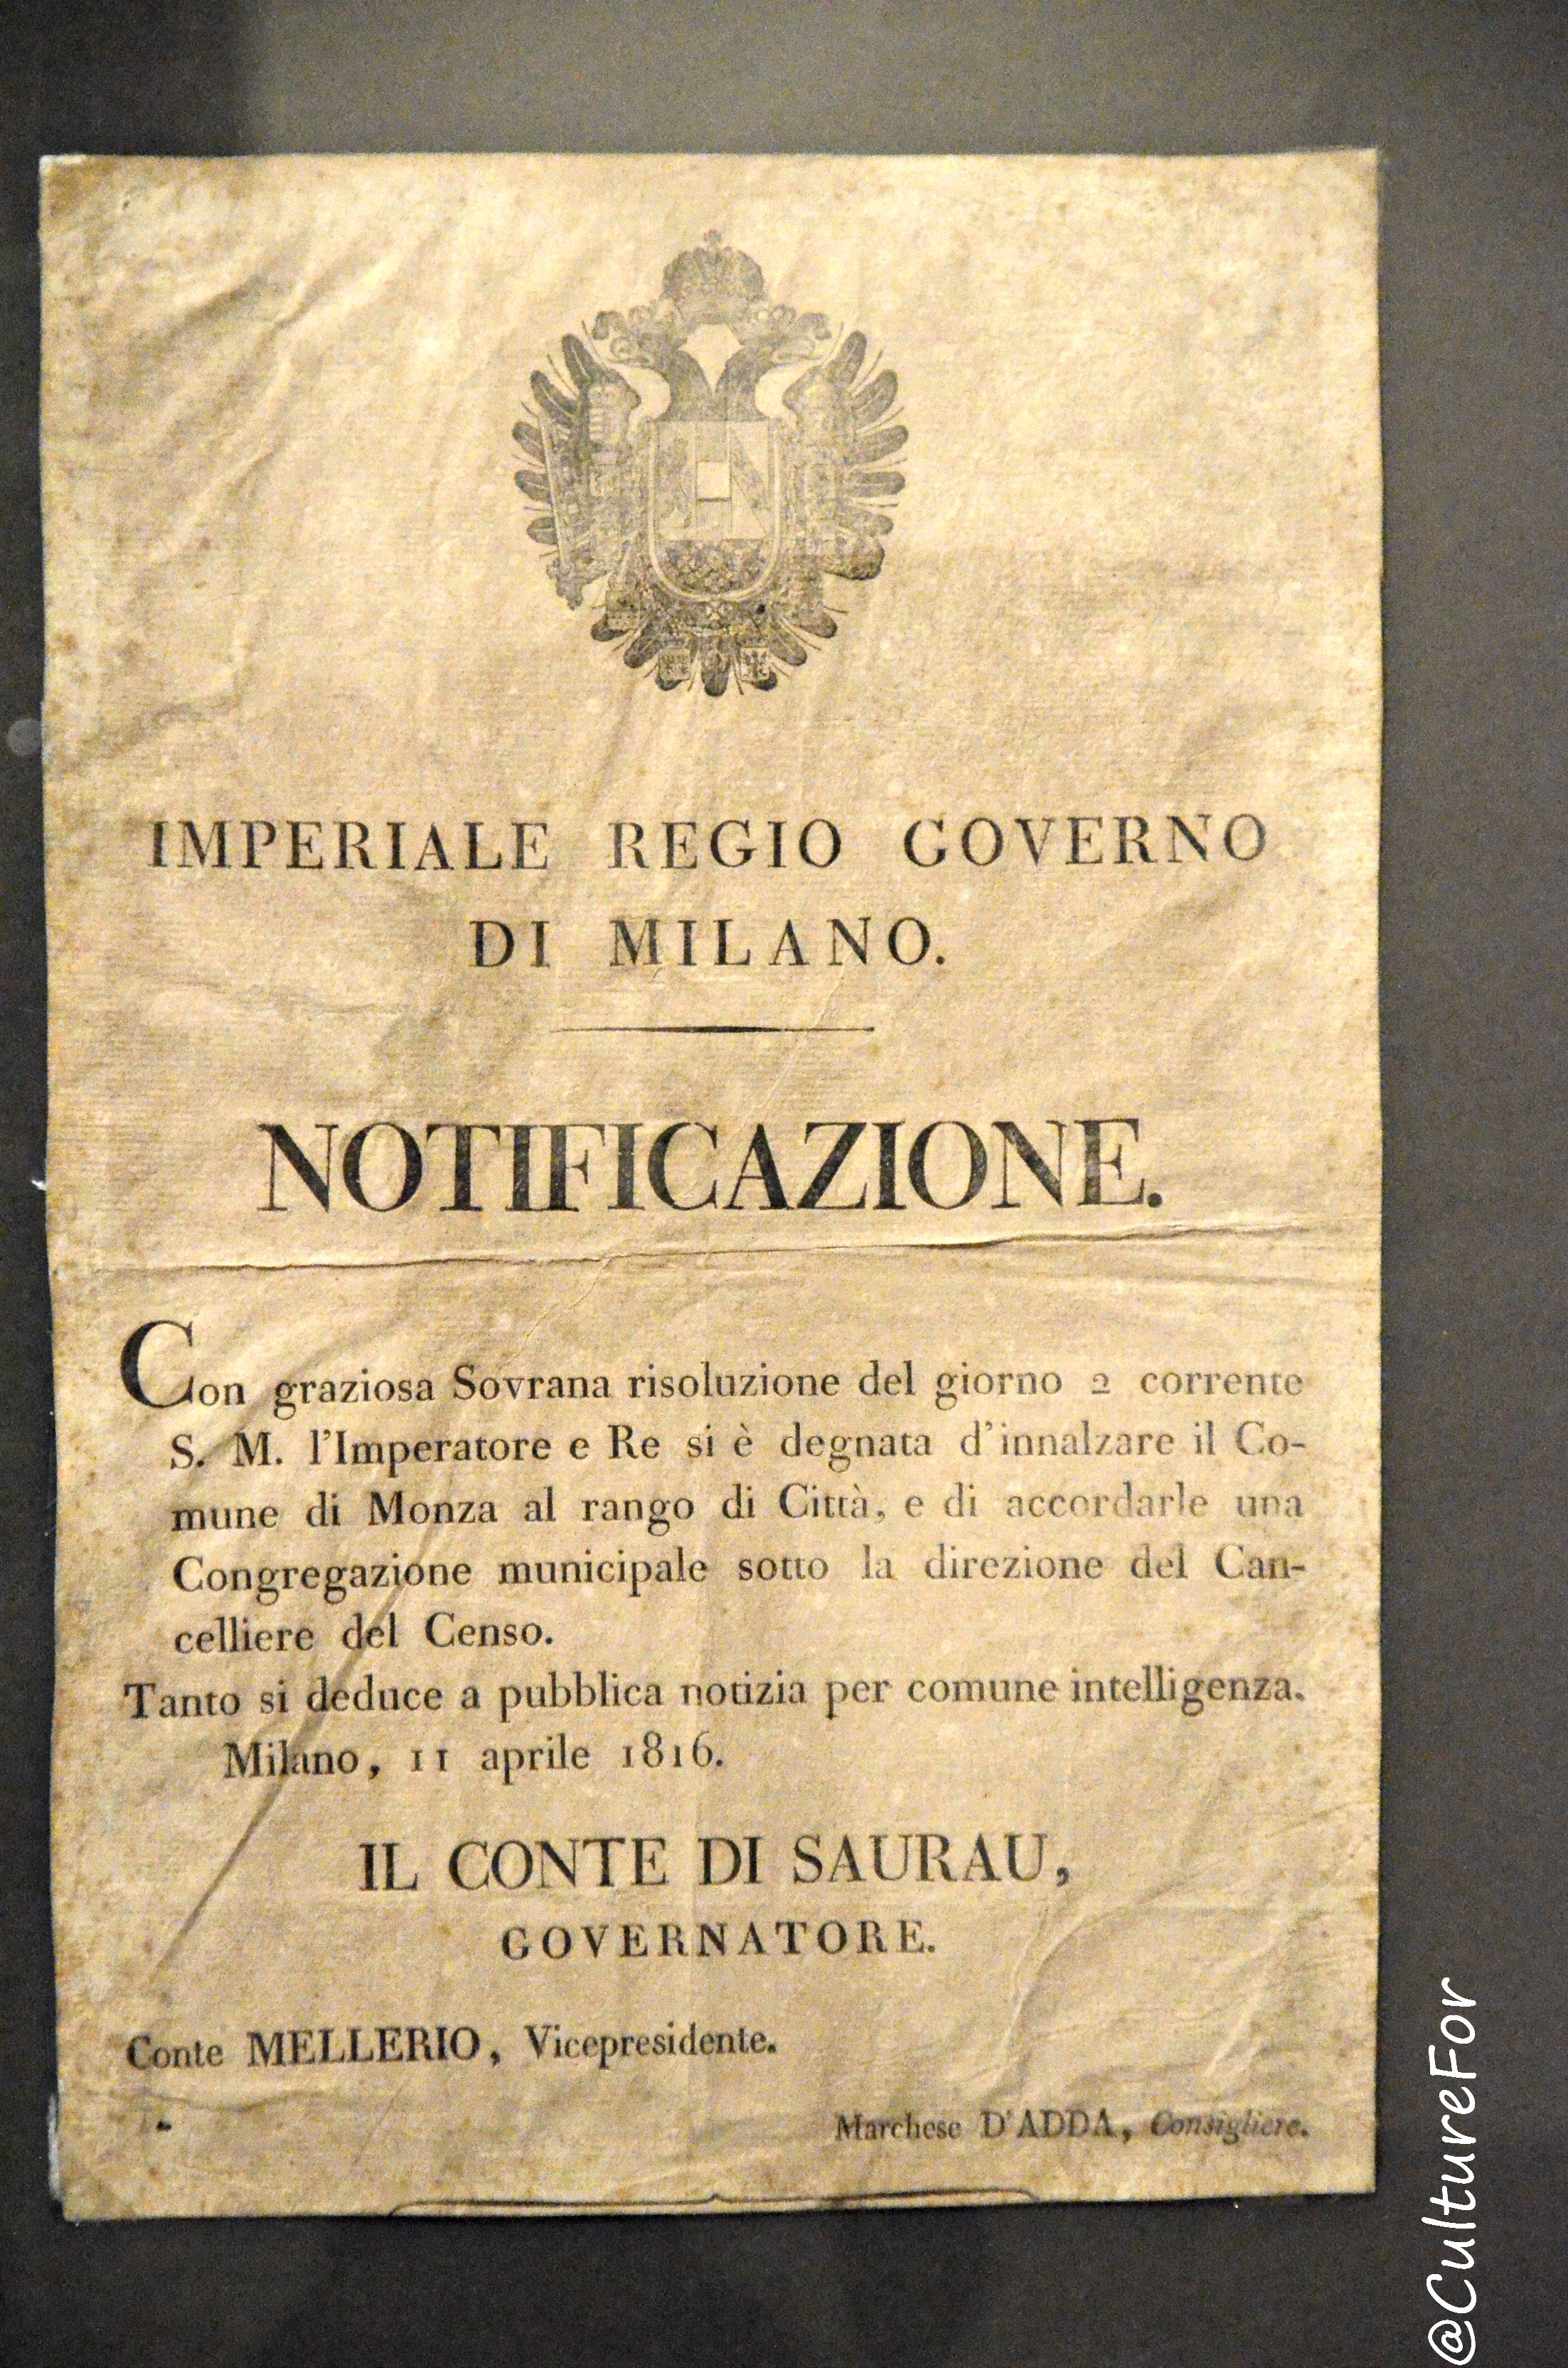 IMPERIALE REGIO GOVERNO
DI MILANO.
NOTIFICAZIONE.
Con graziosa Sovrana risoluzione del giorno 2 corrente
S. M. l'Imperatore e Re si è degnata d'innalzare il Co-
mune di Monza al rango di Città, e di accordarle una
Congregazione municipale sotto la direzione del Can-
celliere del Censo.
Tanto si deduce a pubblica notizia per comune intelligenza.
Milano, 11 aprile 1816.
IL CONTE DI SAURAU,
GOVERNATORE.
Conte MELLERIO, Vicepresidente.
Marchese D'ADDA, Consigliere.
@CultureFor